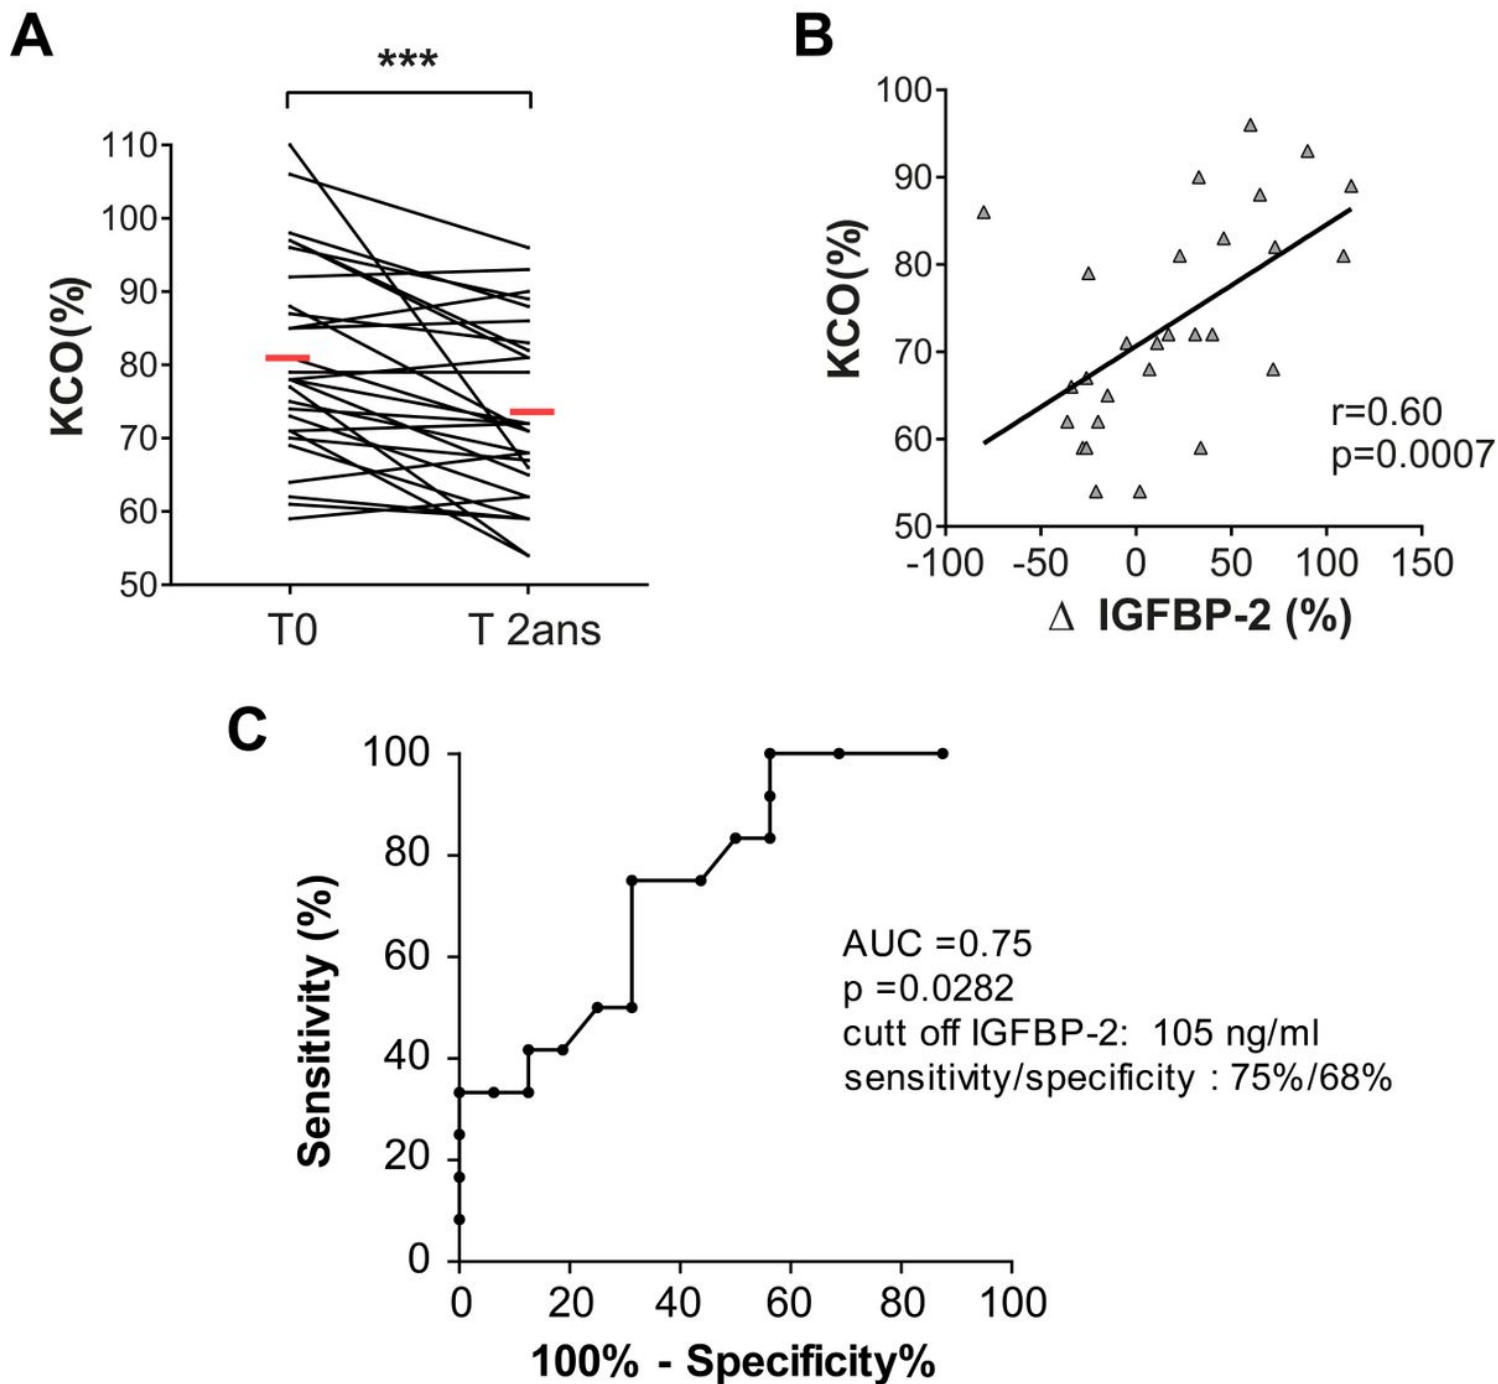 A
***
KCO(%)
110
100
90
80
70
60
50
T0
T 2ans
B
KCO(%)
100
90
80
70
60
50
r=0.60
p=0.0007
-100
-50
0
50
100
150
Δ IGFBP-2 (%)
C
Sensitivity (%)
100
80
60
40
20
0
AUC =0.75
p =0.0282
cutt off IGFBP-2: 105 ng/ml
sensitivity/specificity : 75%/68%
0
20
40
60
80
100
100% - Specificity%